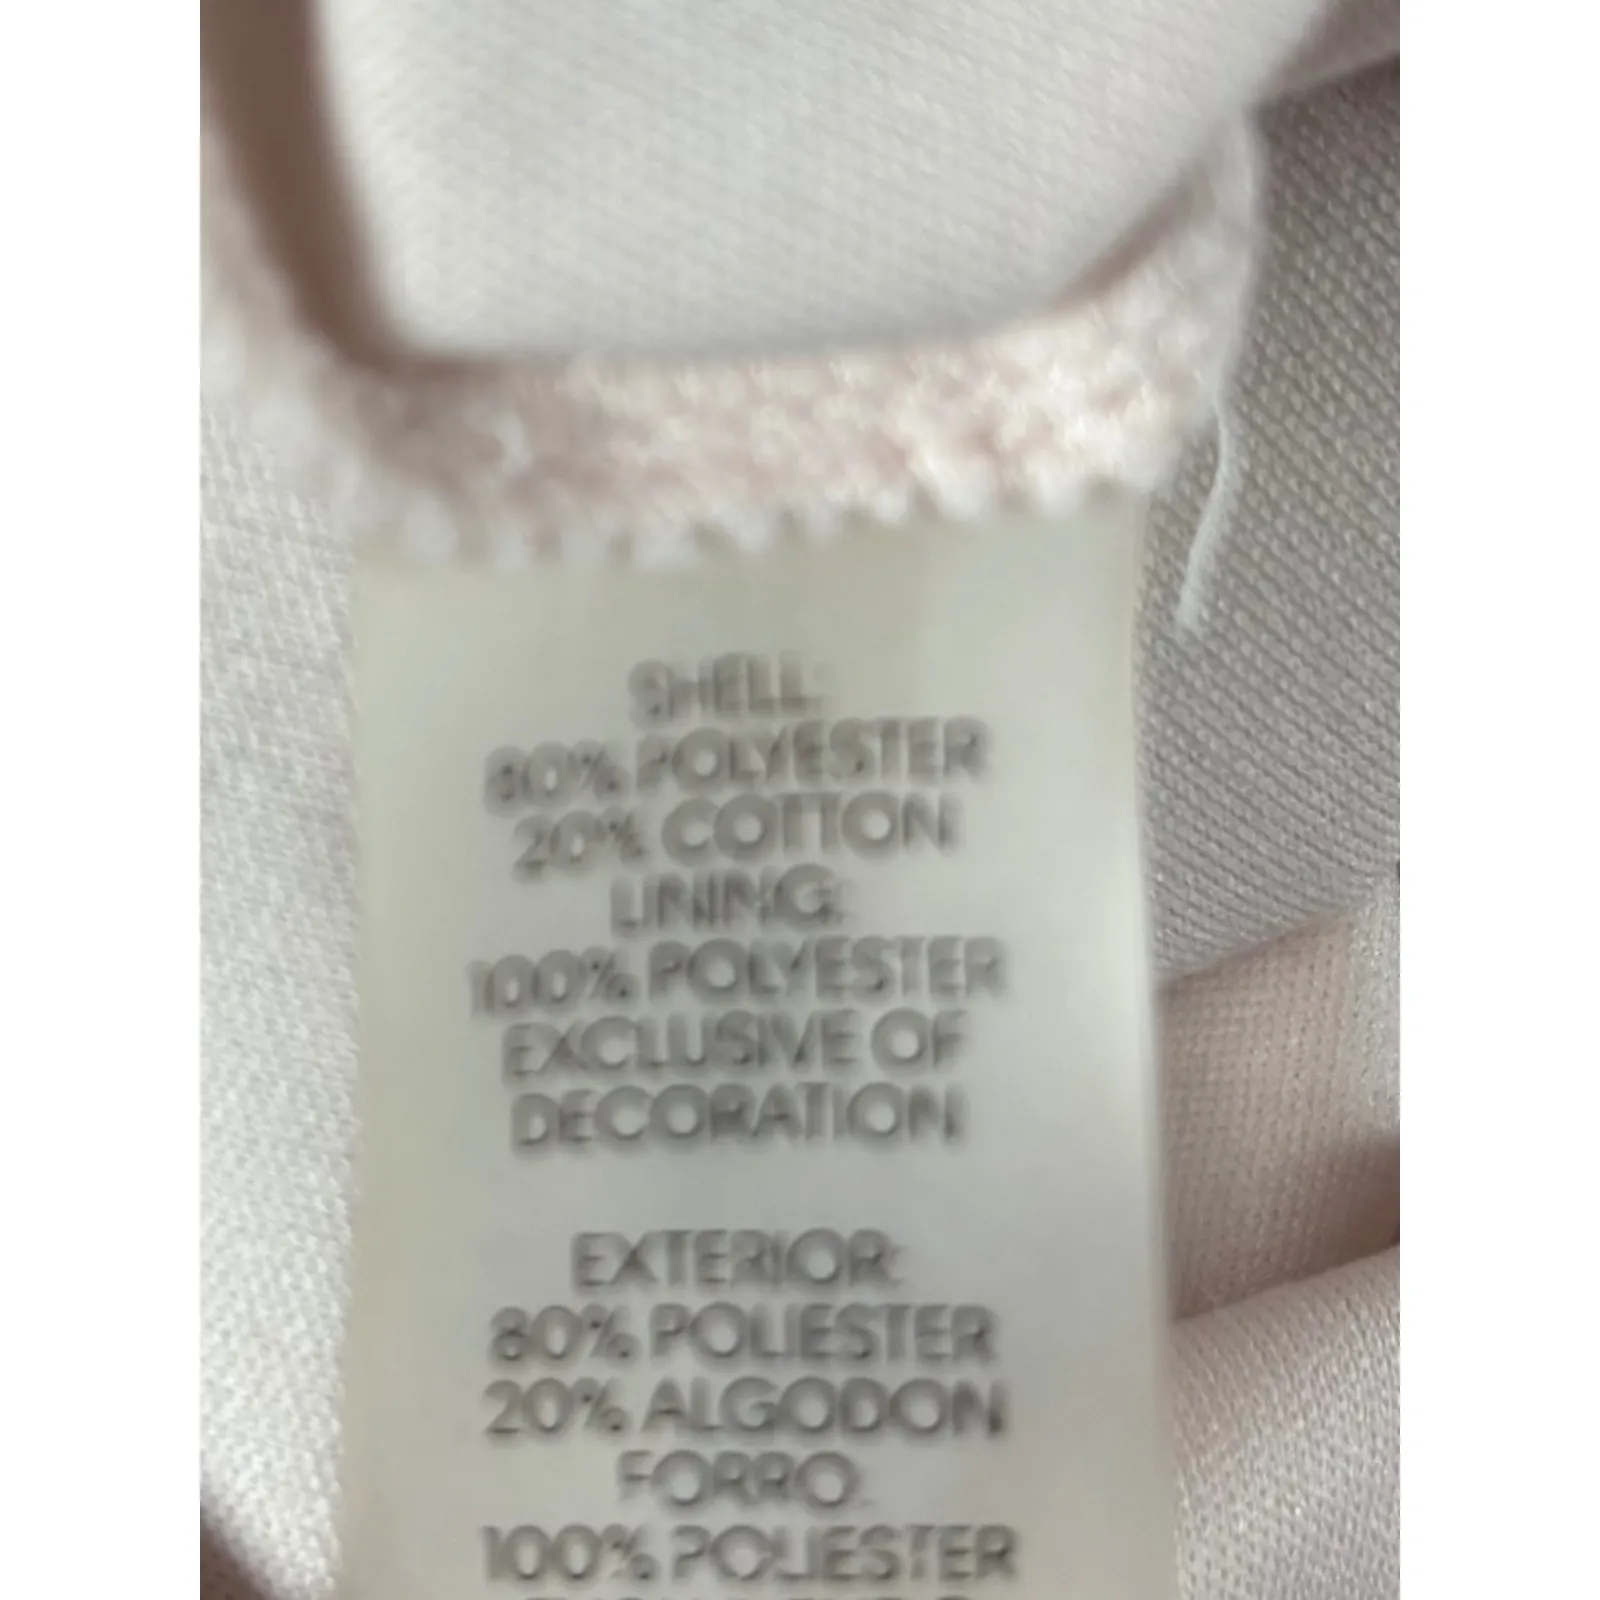 SHELL:
80% POLYESTER
20% COTTON
LINING:
100% POLYESTER
EXCLUSIVE OF
DECORATION
EXTERIOR:
80% POLIESTER
20% ALGODON
FORRO:
100% POLIESTER